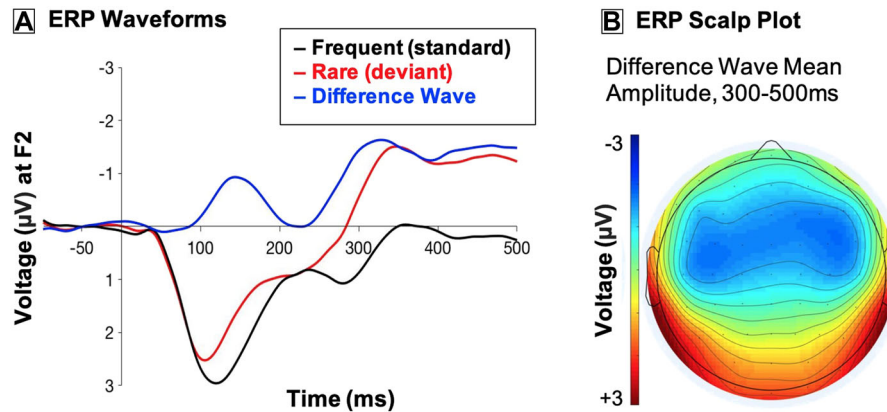 A ERP Waveforms
– Frequent (standard)
– Rare (deviant)
– Difference Wave
Voltage (µV) at F2
-3
-2
-1
1
2
3
-50
100
200
300
400
500
Time (ms)
B ERP Scalp Plot
Difference Wave Mean
Amplitude, 300-500ms
-3
Voltage (µV)
+3